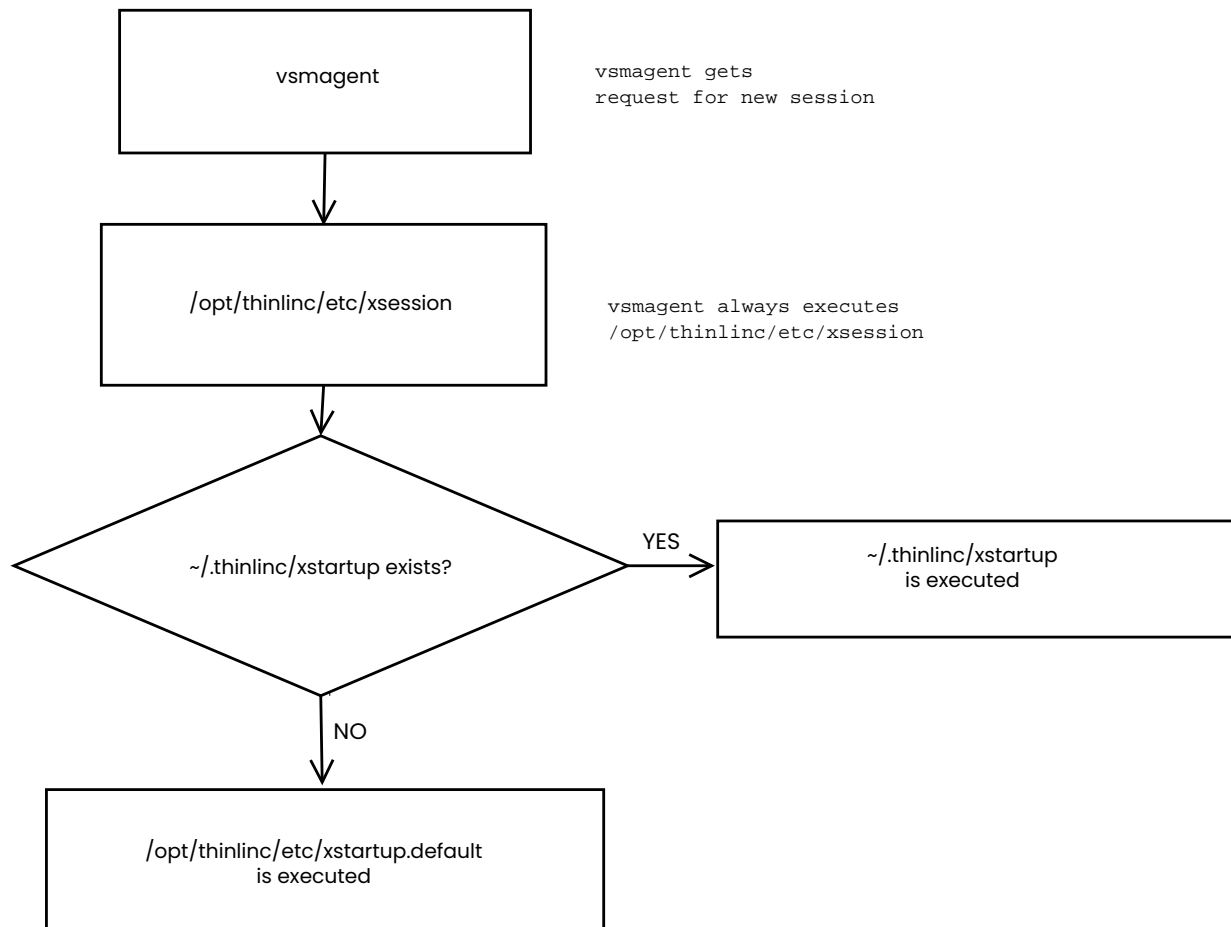 vsmagent
vsmagent gets
request for new session
/opt/thinlinc/etc/xsession
vsmagent always executes
/opt/thinlinc/etc/xsession
~/.thinlinc/xstartup exists?
YES
~/.thinlinc/xstartup
is executed
NO
/opt/thinlinc/etc/xstartup.default
is executed